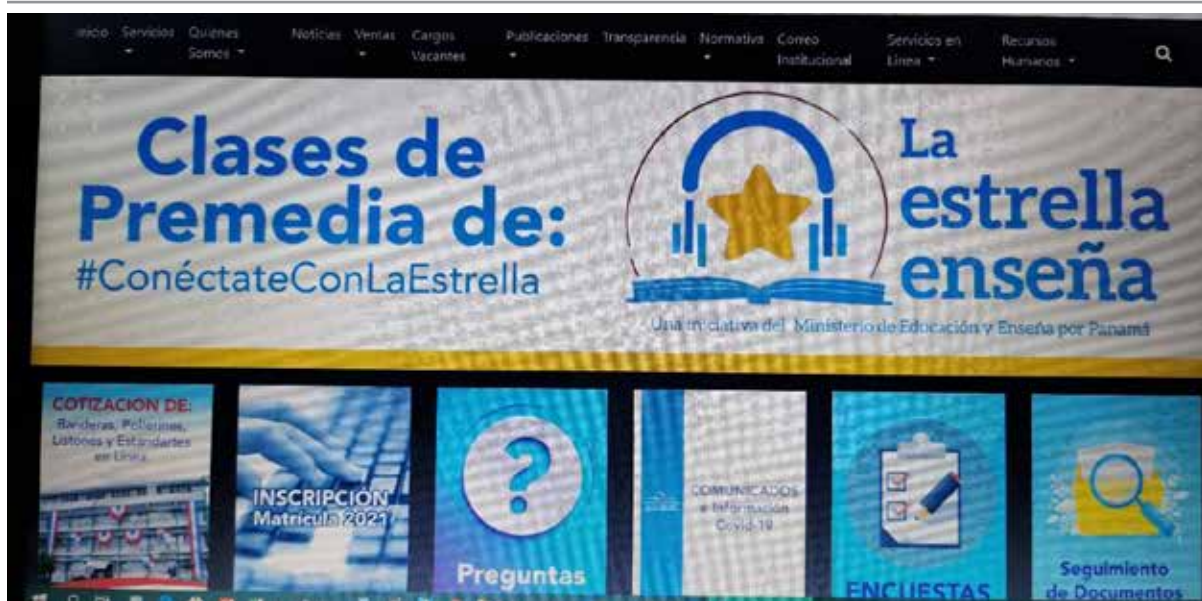 Inicio Servicios Quiénes Somos Noticias Ventas Cargos Vacantes Publicaciones Transparencia Normativa Correo Institucional Servicios en Línea Recursos Humanos
Clases de
Premedia de:
#ConéctateConLaEstrella
La
estrella
enseña
Una iniciativa del Ministerio de Educación y Enseña por Panamá
COTIZACION DE:
Banderas, Pollerines,
Listones y Estandartes
en Línea
INSCRIPCIÓN
Matrícula 2021
Preguntas
COMUNICADOS
e Información
Covid-19
ENCUESTAS
Seguimiento
de Documentos